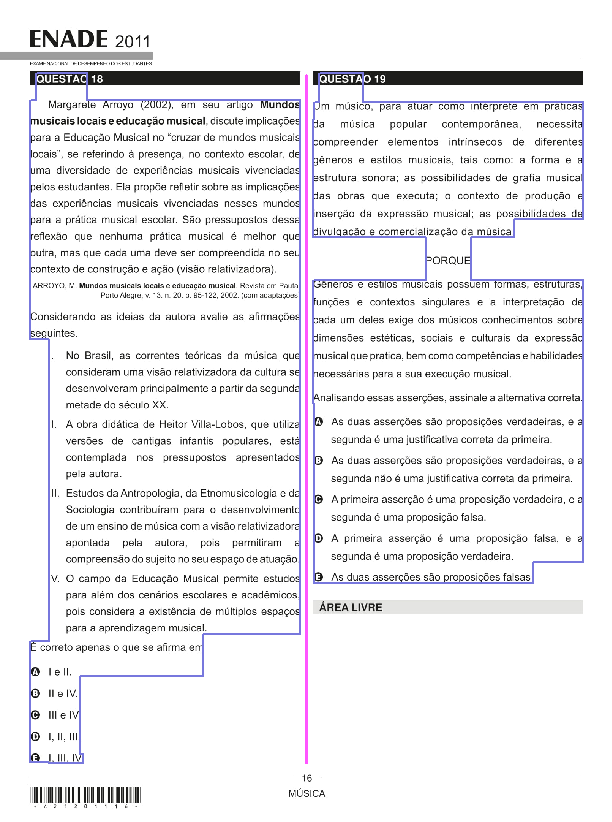 ENADE 2011
EXAME NACIONAL DE DESEMPENHO DOS ESTUDANTES
QUESTÃO 18
Margarete Arroyo (2002), em seu artigo Mundos
musicais locais e educação musical, discute implicações
para a Educação Musical no “cruzar de mundos musicais
locais”, se referindo à presença, no contexto escolar, de
uma diversidade de experiências musicais vivenciadas
pelos estudantes. Ela propõe refletir sobre as implicações
das experiências musicais vivenciadas nesses mundos
para a prática musical escolar. São pressupostos dessa
reflexão que nenhuma prática musical é melhor que
outra, mas que cada uma deve ser compreendida no seu
contexto de construção e ação (visão relativizadora).
ARROYO, M. Mundos musicais locais e educação musical. Revista em Pauta.
Porto Alegre, v. 13, n. 20, p. 95-122, 2002. (com adaptações)
Considerando as ideias da autora avalie as afirmações
seguintes.
I. No Brasil, as correntes teóricas da música que
consideram uma visão relativizadora da cultura se
desenvolveram principalmente a partir da segunda
metade do século XX.
II. A obra didática de Heitor Villa-Lobos, que utiliza
versões de cantigas infantis populares, está
contemplada nos pressupostos apresentados
pela autora.
III. Estudos da Antropologia, da Etnomusicologia e da
Sociologia contribuíram para o desenvolvimento
de um ensino de música com a visão relativizadora
apontada pela autora, pois permitiram a
compreensão do sujeito no seu espaço de atuação.
IV. O campo da Educação Musical permite estudos
para além dos cenários escolares e acadêmicos,
pois considera a existência de múltiplos espaços
para a aprendizagem musical.
É correto apenas o que se afirma em
A I e II.
B II e IV.
C III e IV.
D I, II, III.
E I, III, IV.
QUESTÃO 19
Um músico, para atuar como intérprete em práticas
da música popular contemporânea, necessita
compreender elementos intrínsecos de diferentes
gêneros e estilos musicais, tais como: a forma e a
estrutura sonora; as possibilidades de grafia musical
das obras que executa; o contexto de produção e
inserção da expressão musical; as possibilidades de
divulgação e comercialização da música.
PORQUE
Gêneros e estilos musicais possuem formas, estruturas,
funções e contextos singulares e a interpretação de
cada um deles exige dos músicos conhecimentos sobre
dimensões estéticas, sociais e culturais da expressão
musical que pratica, bem como competências e habilidades
necessárias para a sua execução musical.
Analisando essas asserções, assinale a alternativa correta.
A As duas asserções são proposições verdadeiras, e a
segunda é uma justificativa correta da primeira.
B As duas asserções são proposições verdadeiras, e a
segunda não é uma justificativa correta da primeira.
C A primeira asserção é uma proposição verdadeira, e a
segunda é uma proposição falsa.
D A primeira asserção é uma proposição falsa, e a
segunda é uma proposição verdadeira.
E As duas asserções são proposições falsas.
ÁREA LIVRE
16
MÚSICA